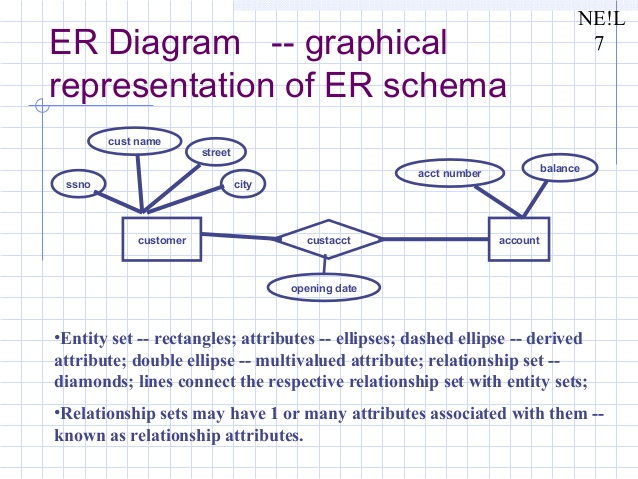 NE!L
7
ER Diagram -- graphical
representation of ER schema
cust name
street
ssno
city
acct number
balance
customer
custacct
account
opening date
•Entity set -- rectangles; attributes -- ellipses; dashed ellipse -- derived
attribute; double ellipse -- multivalued attribute; relationship set --
diamonds; lines connect the respective relationship set with entity sets;
•Relationship sets may have 1 or many attributes associated with them --
known as relationship attributes.